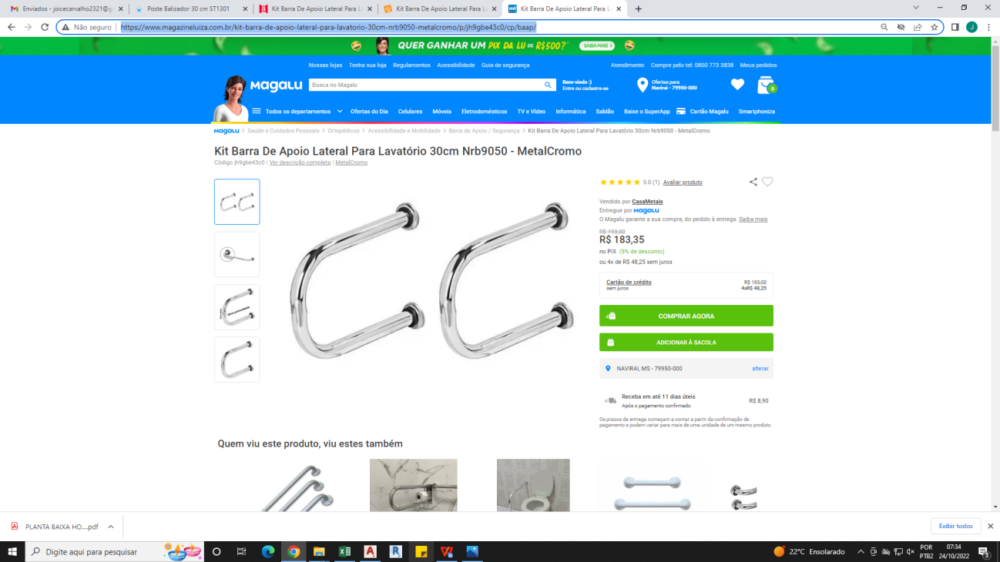 Enviados - joicecarvalho2321@g
Poste Balizador 30 cm ST1301
Kit Barra De Apoio Lateral Para La
Kit Barra De Apoio Lateral Para L
Kit Barra De Apoio Lateral Para La
Não seguro
https://www.magazineluiza.com.br/kit-barra-de-apoio-lateral-para-lavatorio-30cm-nrb9050-metalcromo/p/jh9gbe43c0/cp/baap/
J
QUER GANHAR UM PIX DA LU DE R$500?*
SAIBA MAIS >
Nossas lojas Tenha sua loja Regulamentos Acessibilidade Guia de segurança
Atendimento Compre pelo tel: 0800 773 3838 Meus pedidos
Magalu
Busca no Magalu
Bem-vindo :)
Entre ou cadastre-se
Ofertas para
Navirai - 79950-000
0
Todos os departamentos Ofertas do Dia Celulares Móveis Eletrodomésticos TV e Vídeo Informática Saldão Baixe o SuperApp Cartão Magalu Smartphoniza
Magalu > Saúde e Cuidados Pessoais > Ortopédicos > Acessibilidade e Mobilidade > Barra de Apoio / Segurança > Kit Barra De Apoio Lateral Para Lavatório 30cm Nrb9050 - MetalCromo
Kit Barra De Apoio Lateral Para Lavatório 30cm Nrb9050 - MetalCromo
Código jh9gbe43c0 | Ver descrição completa | MetalCromo
5.0 (1) Avaliar produto
Vendido por CasaMetais
Entregue por Magalu
O Magalu garante a sua compra, do pedido à entrega. Saiba mais
R$ 193,00
R$ 183,35
no PIX (5% de desconto)
ou 4x de R$ 48,25 sem juros
Cartão de crédito
sem juros
R$ 193,00
4xR$ 48,25
COMPRAR AGORA
ADICIONAR À SACOLA
NAVIRAI, MS - 79950-000
alterar
Receba em até 11 dias úteis
Após o pagamento confirmado
R$ 8,90
Os prazos de entrega começam a contar a partir da confirmação de
pagamento e podem variar para mais de uma unidade de um mesmo produto.
Quem viu este produto, viu estes também
PLANTA BAIXA HO....pdf
Exibir todos
Digite aqui para pesquisar
22°C Ensolarado
POR
PTB2
07:34
24/10/2022
3